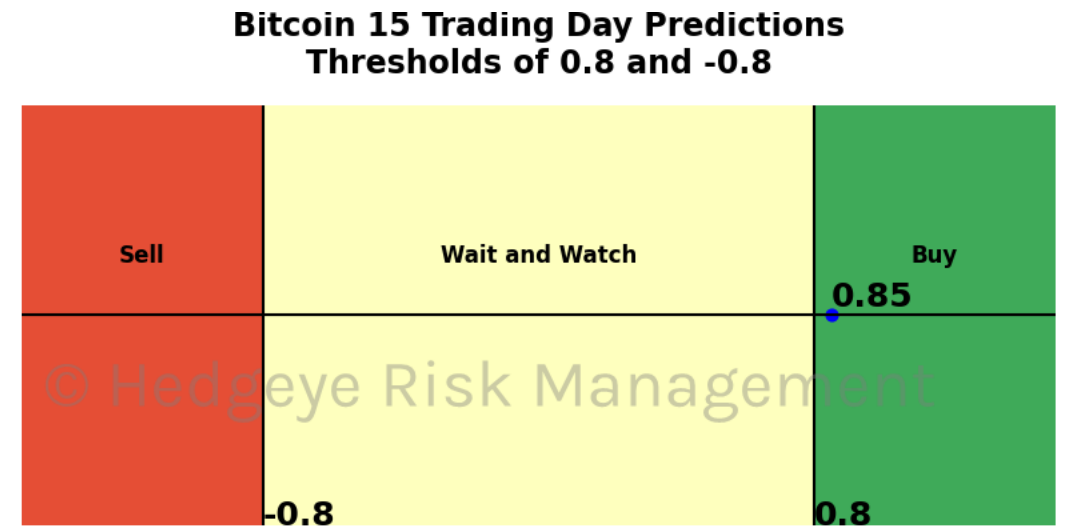 Bitcoin 15 Trading Day Predictions
Thresholds of 0.8 and -0.8
Sell
Wait and Watch
Buy
0.85
© Hedgeye Risk Management
-0.8
0.8